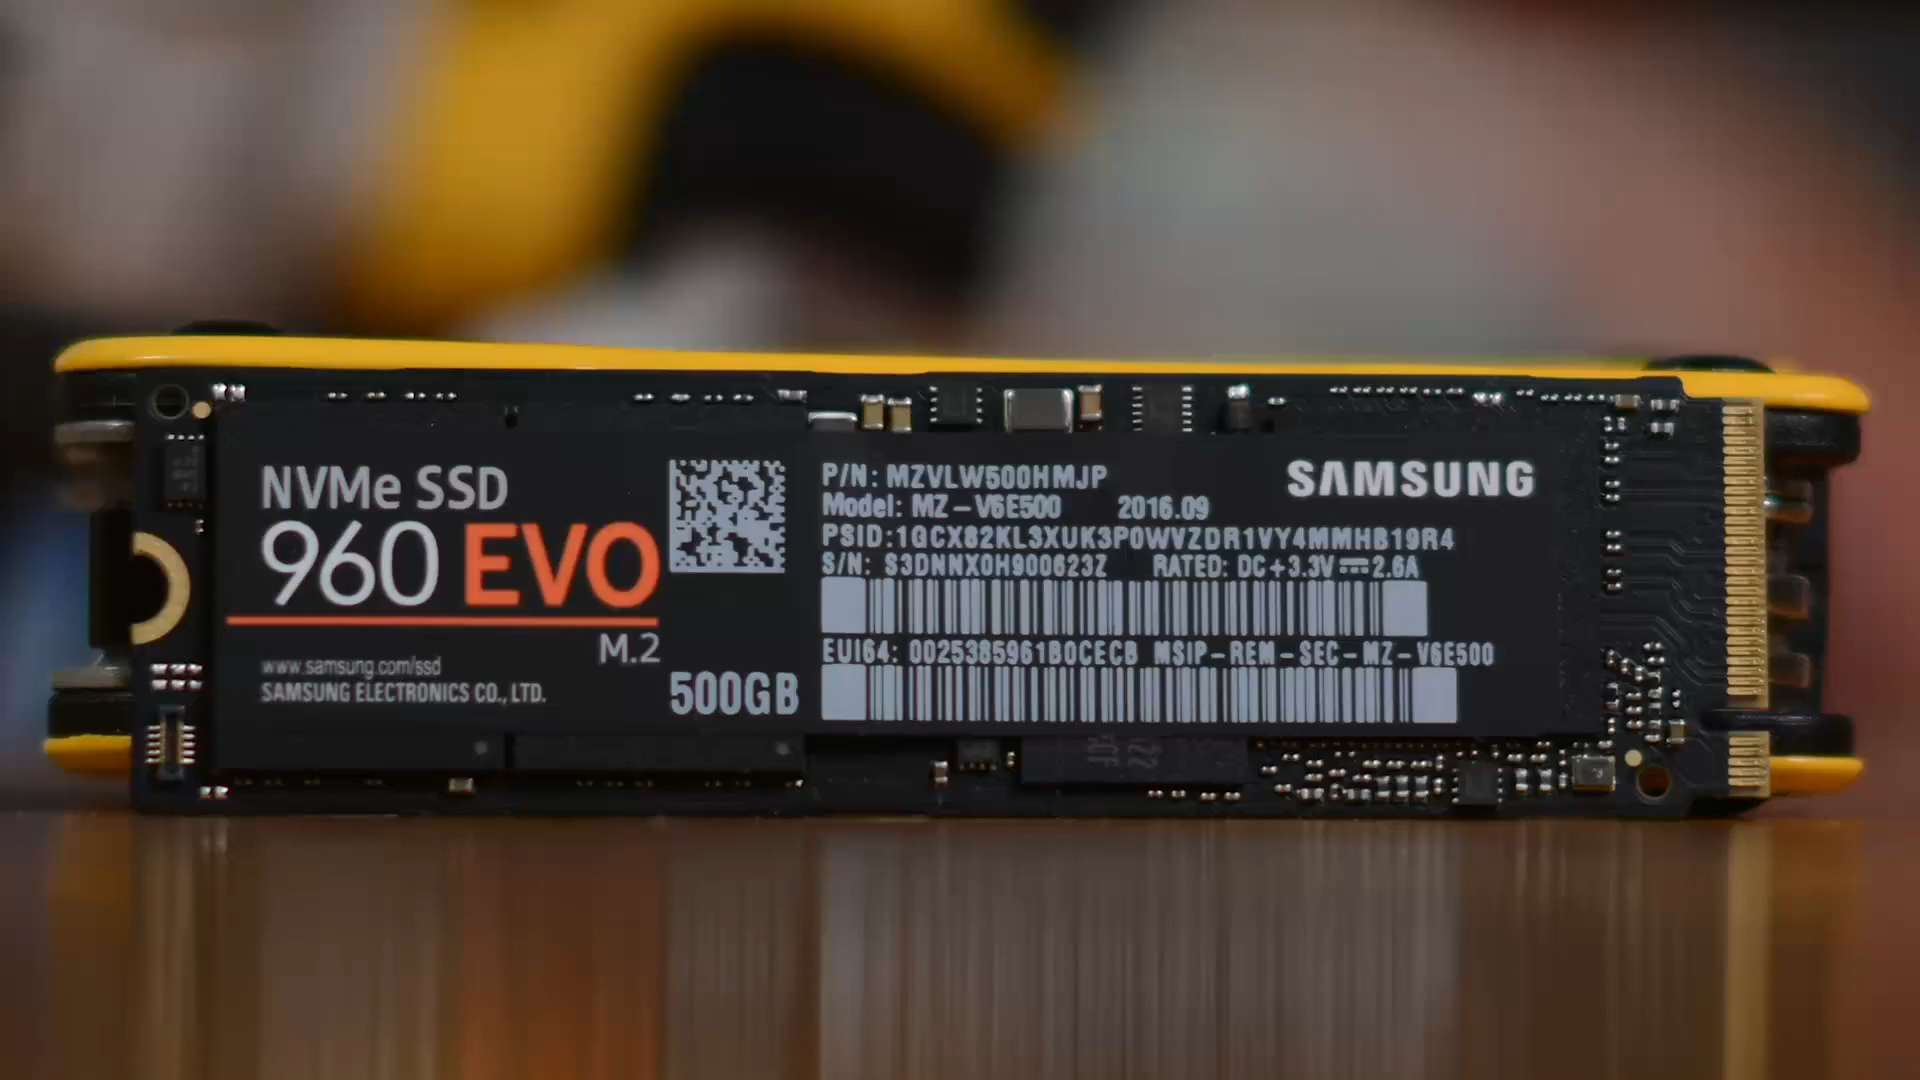 NVMe SSD
960 EVO
M.2
www.samsung.com/ssd
SAMSUNG ELECTRONICS CO., LTD.
500GB
P/N: MZVLW500HMJP
SAMSUNG
Model: MZ-V6E500 2016.09
PSID:1GCX82KL3XUK3P0WVZDR1VY4MMHB19R4
S/N: S3DNNX0H900623Z RATED: DC+3.3V⎓2.6A
EUI64: 0025385961B0CECB MSIP-REM-SEC-MZ-V6E500